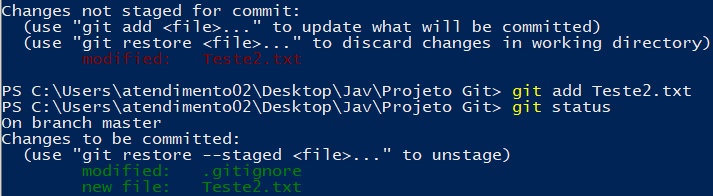 Changes not staged for commit:
  (use "git add <file>..." to update what will be committed)
  (use "git restore <file>..." to discard changes in working directory)
        modified:   Teste2.txt

PS C:\Users\atendimento02\Desktop\Jav\Projeto Git> git add Teste2.txt
PS C:\Users\atendimento02\Desktop\Jav\Projeto Git> git status
On branch master
Changes to be committed:
  (use "git restore --staged <file>..." to unstage)
        modified:   .gitignore
        new file:   Teste2.txt